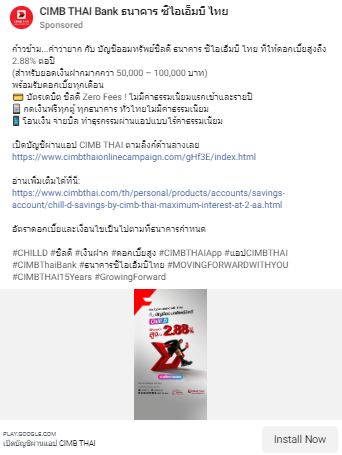 CIMB THAI Bank ธนาคาร ซีไอเอ็มบี ไทย
Sponsored
ก้าวข้าม...คำว่ายาก กับ บัญชีออมทรัพย์ชิลดี ธนาคาร ซีไอเอ็มบี ไทย ที่ให้ดอกเบี้ยสูงถึง
2.88% ต่อปี
(สำหรับยอดเงินฝากมากกว่า 50,000 – 100,000 บาท)
พร้อมรับดอกเบี้ยทุกเดือน
บัตรเดบิต ชิลดี Zero Fees ! ไม่มีค่าธรรมเนียมแรกเข้าและรายปี
กดเงินฟรีทุกตู้ ทุกธนาคาร ทั่วไทยไม่มีค่าธรรมเนียม
โอนเงิน จ่ายบิล ทำธุรกรรมผ่านแอปแบบไร้ค่าธรรมเนียม
เปิดบัญชีผ่านแอป CIMB THAI ตามลิงค์ด้านล่างเลย
https://www.cimbthaionlinecampaign.com/gHf3E/index.html
อ่านเพิ่มเติมได้ที่นี่:
https://www.cimbthai.com/th/personal/products/accounts/savings-
account/chill-d-savings-by-cimb-thai-maximum-interest-at-2-aa.html
อัตราดอกเบี้ยและเงื่อนไขเป็นไปตามที่ธนาคารกำหนด
#CHILLD #ชิลดี #เงินฝาก #ดอกเบี้ยสูง #CIMBTHAIApp #แอปCIMBTHAI
#CIMBThaiBank #ธนาคารซีไอเอ็มบีไทย #MOVINGFORWARDWITHYOU
#CIMBTHAI15Years #GrowingForward
CHILL D
สูงถึง 2.88%
PLAY.GOOGLE.COM
เปิดบัญชีผ่านแอป CIMB THAI
Install Now